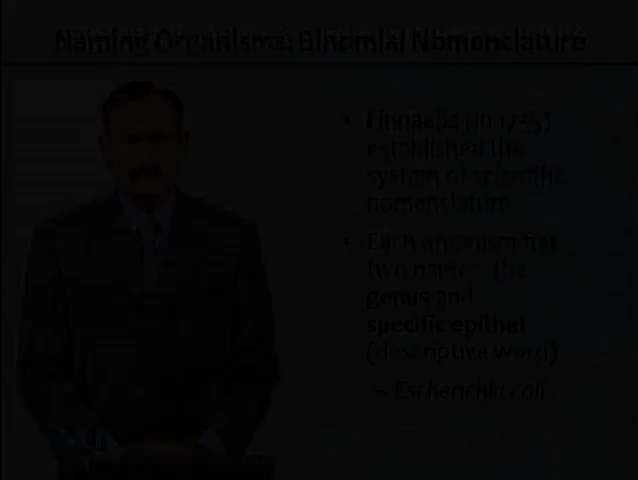 Naming Organisms: Binomial Nomenclature
• Linnaeus (in 1735)
established the
system of scientific
nomenclature
• Each organism has
two names, the
genus and
specific epithet
(descriptive word)
– Escherichia coli